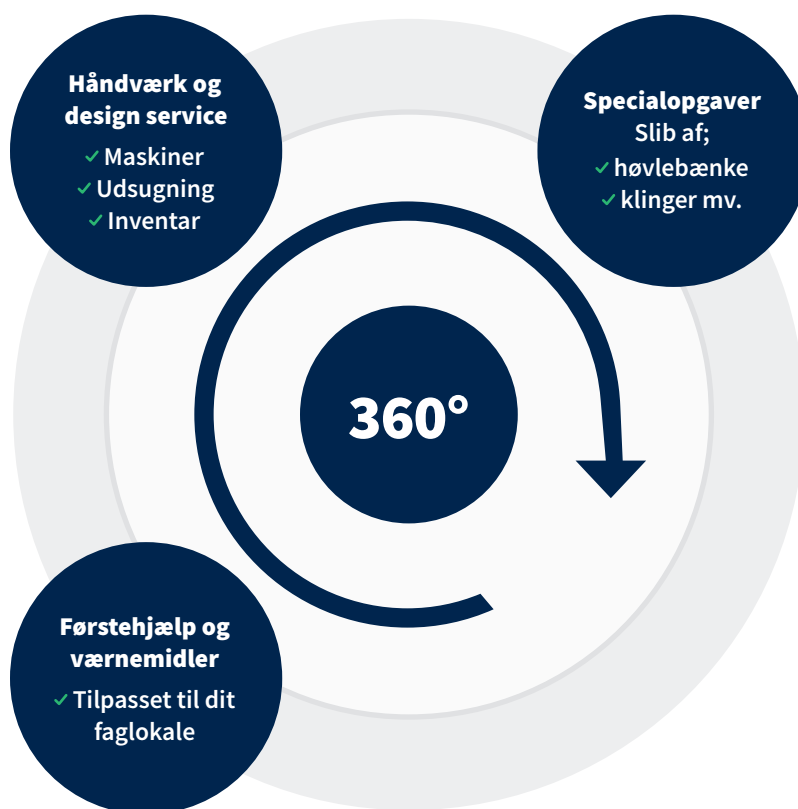 Håndværk og
design service
Maskiner
Udsugning
Inventar
Specialopgaver
Slib af;
høvlebænke
klinger mv.
360°
Førstehjælp og
værnemidler
Tilpasset til dit
faglokale